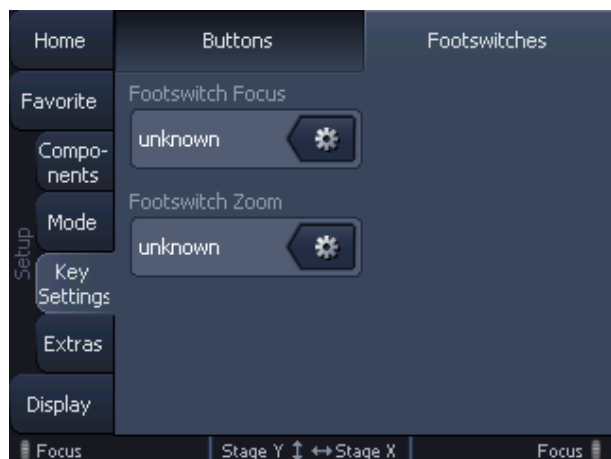 Home
Buttons
Footswitches
Favorite
Footswitch Focus
unknown
Compo-
nents
Footswitch Zoom
Mode
unknown
Setup
Key
Settings
Extras
Display
Focus
Stage Y ↕ ↔ Stage X
Focus